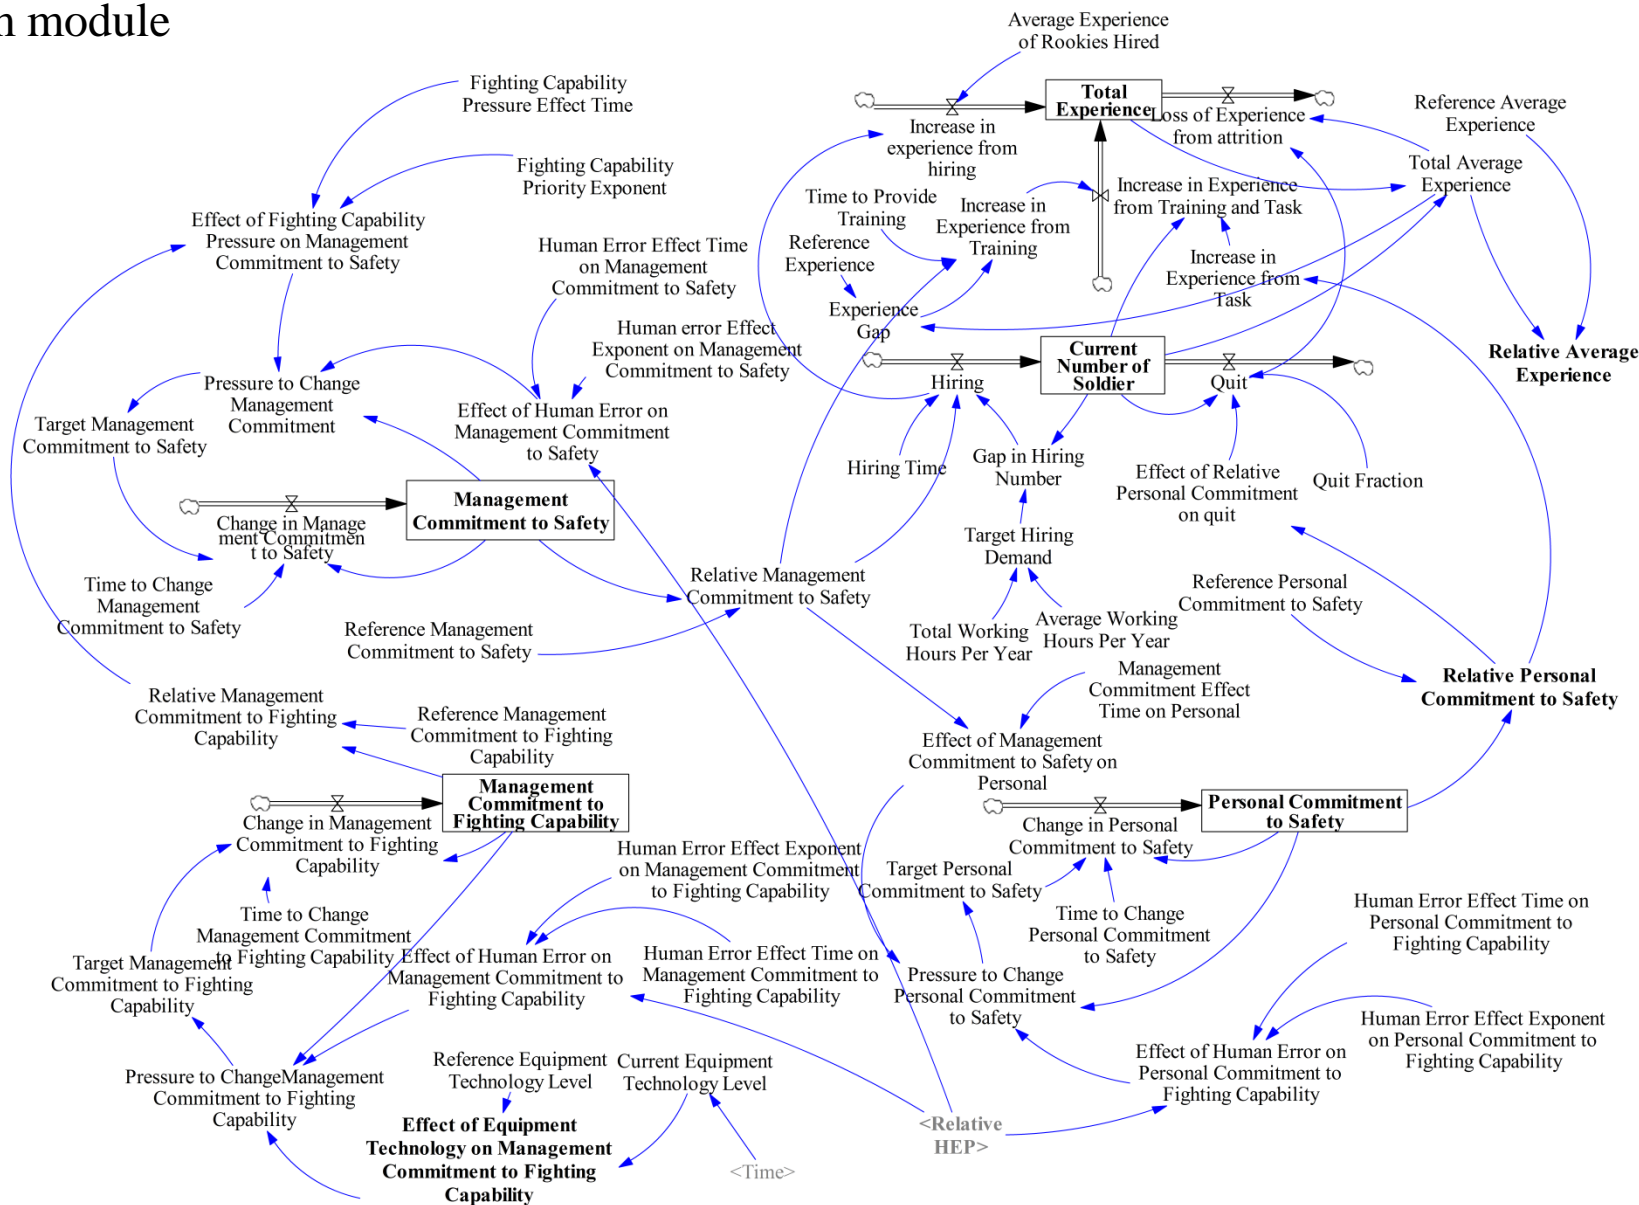 n module
Average Experience
of Rookies Hired
Fighting Capability
Pressure Effect Time
Total
Experience
Loss of Experience
from attrition
Reference Average
Experience
Increase in
experience from
hiring
Fighting Capability
Priority Exponent
Total Average
Experience
Time to Provide
Training
Increase in
Experience from
Training
Increase in Experience
from Training and Task
Effect of Fighting Capability
Pressure on Management
Commitment to Safety
Human Error Effect Time
on Management
Commitment to Safety
Reference
Experience
Increase in
Experience from
Task
Experience
Gap
Human error Effect
Exponent on Management
Commitment to Safety
Current
Number of
Soldier
Relative Average
Experience
Hiring
Quit
Pressure to Change
Management
Commitment
Effect of Human Error on
Management Commitment
to Safety
Target Management
Commitment to Safety
Hiring Time
Gap in Hiring
Number
Effect of Relative
Personal Commitment
on quit
Quit Fraction
Management
Commitment to Safety
Change in Manage
ment Commitmen
t to Safety
Target Hiring
Demand
Time to Change
Management
Commitment to Safety
Relative Management
Commitment to Safety
Reference Personal
Commitment to Safety
Reference Management
Commitment to Safety
Total Working
Hours Per Year
Average Working
Hours Per Year
Management
Commitment Effect
Time on Personal
Relative Personal
Commitment to Safety
Relative Management
Commitment to Fighting
Capability
Reference Management
Commitment to Fighting
Capability
Effect of Management
Commitment to Safety on
Personal
Management
Commitment to
Fighting Capability
Personal Commitment
to Safety
Change in Management
Commitment to Fighting
Capability
Change in Personal
Commitment to Safety
Human Error Effect Exponent
on Management Commitment
to Fighting Capability
Target Personal
Commitment to Safety
Time to Change
Management Commitment
to Fighting Capability
Time to Change
Personal Commitment
to Safety
Human Error Effect Time on
Personal Commitment to
Fighting Capability
Target Management
Commitment to Fighting
Capability
Effect of Human Error on
Management Commitment to
Fighting Capability
Human Error Effect Time on
Management Commitment to
Fighting Capability
Pressure to Change
Personal Commitment
to Safety
Human Error Effect Exponent
on Personal Commitment to
Fighting Capability
Effect of Human Error on
Personal Commitment to
Fighting Capability
Pressure to ChangeManagement
Commitment to Fighting
Capability
Reference Equipment
Technology Level
Current Equipment
Technology Level
Effect of Equipment
Technology on Management
Commitment to Fighting
Capability
<Time>
<Relative
HEP>